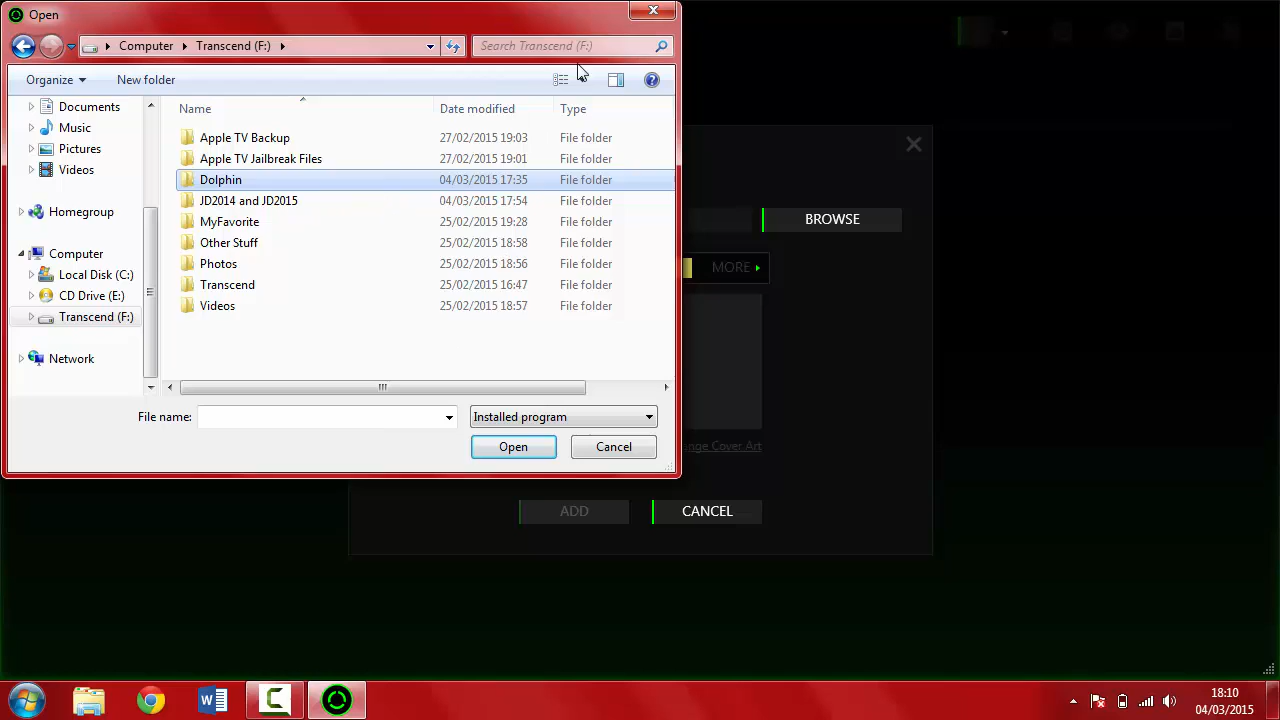 Open
Computer Transcend (F:)
Search Transcend (F:)
Organize New folder
Name Date modified Type
Documents
Music
Pictures
Videos
Homegroup
Computer
Local Disk (C:)
CD Drive (E:)
Transcend (F:)
Network
Apple TV Backup 27/02/2015 19:03 File folder
Apple TV Jailbreak Files 27/02/2015 19:01 File folder
Dolphin 04/03/2015 17:35 File folder
JD2014 and JD2015 04/03/2015 17:54 File folder
MyFavorite 25/02/2015 19:28 File folder
Other Stuff 25/02/2015 18:58 File folder
Photos 25/02/2015 18:56 File folder
Transcend 25/02/2015 16:47 File folder
Videos 25/02/2015 18:57 File folder
File name: Installed program
Open Cancel
BROWSE
MORE
nge Cover Art
ADD CANCEL
18:10
04/03/2015